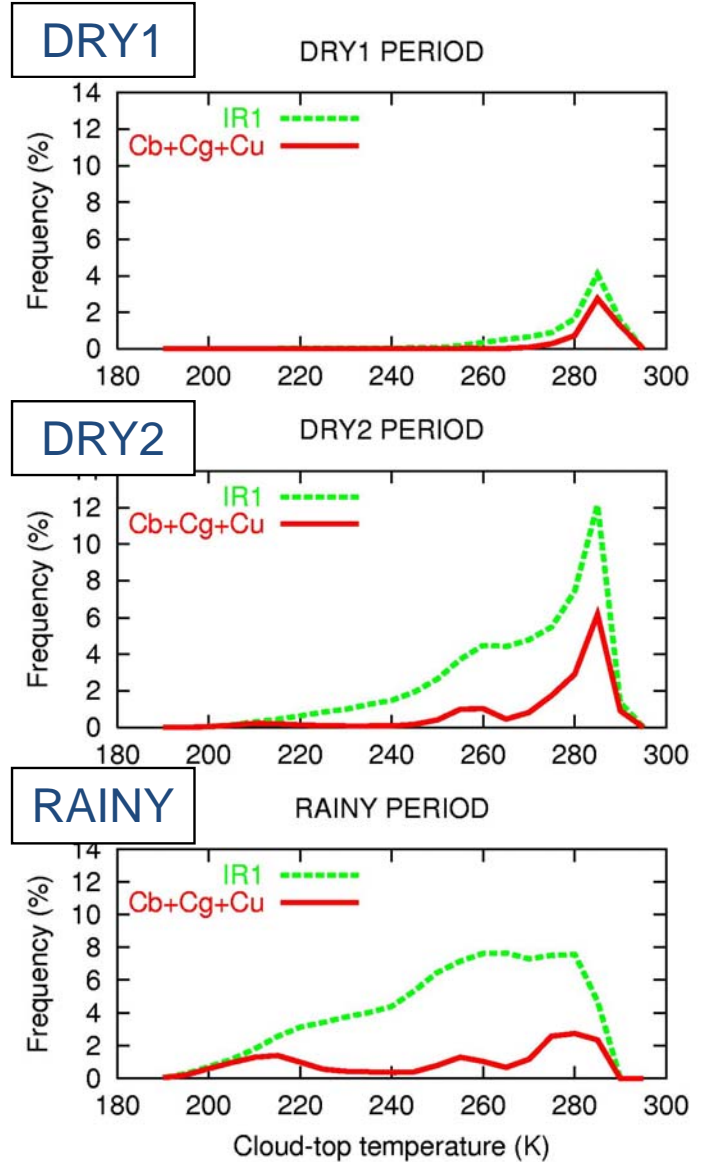 DRY1
DRY1 PERIOD
14
12
10
8
6
4
2
0
Frequency (%)
IR1
Cb+Cg+Cu
180 200 220 240 260 280 300
DRY2
DRY2 PERIOD
12
10
8
6
4
2
0
Frequency (%)
IR1
Cb+Cg+Cu
180 200 220 240 260 280 300
RAINY
RAINY PERIOD
14
12
10
8
6
4
2
0
Frequency (%)
IR1
Cb+Cg+Cu
180 200 220 240 260 280 300
Cloud-top temperature (K)